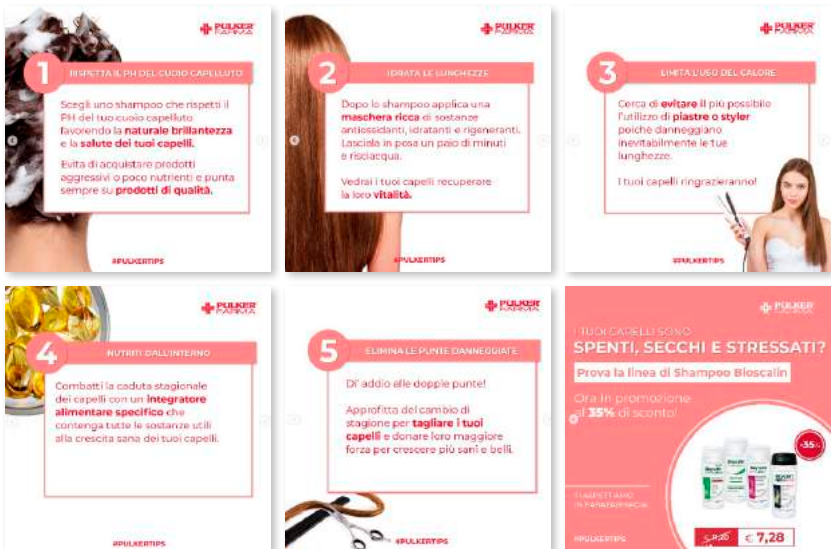 PULKER
FARMA
1
RISPETTA IL PH DEL CUOIO CAPELLUTO
Scegli uno shampoo che rispetti il
PH del tuo cuoio capelluto
favorendo la naturale brillantezza
e la salute dei tuoi capelli.
Evita di acquistare prodotti
aggressivi o poco nutrienti e punta
sempre su prodotti di qualità.
#PULKERTIPS
PULKER
FARMA
2
IDRATA LE LUNGHEZZE
Dopo lo shampoo applica una
maschera ricca di sostanze
antiossidanti, idratanti e rigeneranti.
Lasciala in posa un paio di minuti
e risciacqua.
Vedrai i tuoi capelli recuperare
la loro vitalità.
#PULKERTIPS
PULKER
FARMA
3
LIMITA L'USO DEL CALORE
Cerca di evitare il più possibile
l'utilizzo di piastre o styler
poiché danneggiano
inevitabilmente le tue
lunghezze.
I tuoi capelli ringrazieranno!
#PULKERTIPS
PULKER
FARMA
4
NUTRITI DALL'INTERNO
Combatti la caduta stagionale
dei capelli con un integratore
alimentare specifico che
contenga tutte le sostanze utili
alla crescita sana dei tuoi capelli.
#PULKERTIPS
PULKER
FARMA
5
ELIMINA LE PUNTE DANNEGGIATE
Di' addio alle doppie punte!
Approfitta del cambio di
stagione per tagliare i tuoi
capelli e donare loro maggiore
forza per crescere più sani e belli.
#PULKERTIPS
PULKER
FARMA
I TUOI CAPELLI SONO
SPENTI, SECCHI E STRESSATI?
Prova la linea di Shampoo Bioscalin
Ora in promozione
al 35% di sconto!
-35%
TI ASPETTIAMO
IN PARAFARMACIA!
#PULKERTIPS
€ 7,28